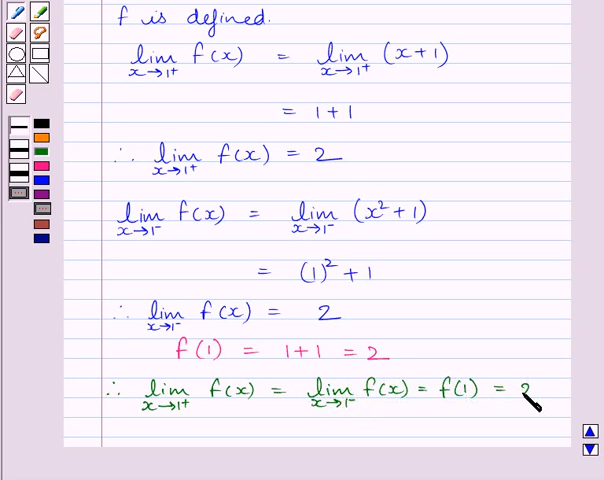 f is defined.
lim x→1⁺ f(x) = lim x→1⁺ (x+1)
= 1+1
∴ lim x→1⁺ f(x) = 2
lim x→1⁻ f(x) = lim x→1⁻ (x²+1)
= (1)²+1
∴ lim x→1⁻ f(x) = 2
f(1) = 1+1 = 2
∴ lim x→1⁺ f(x) = lim x→1⁻ f(x) = f(1) = 2